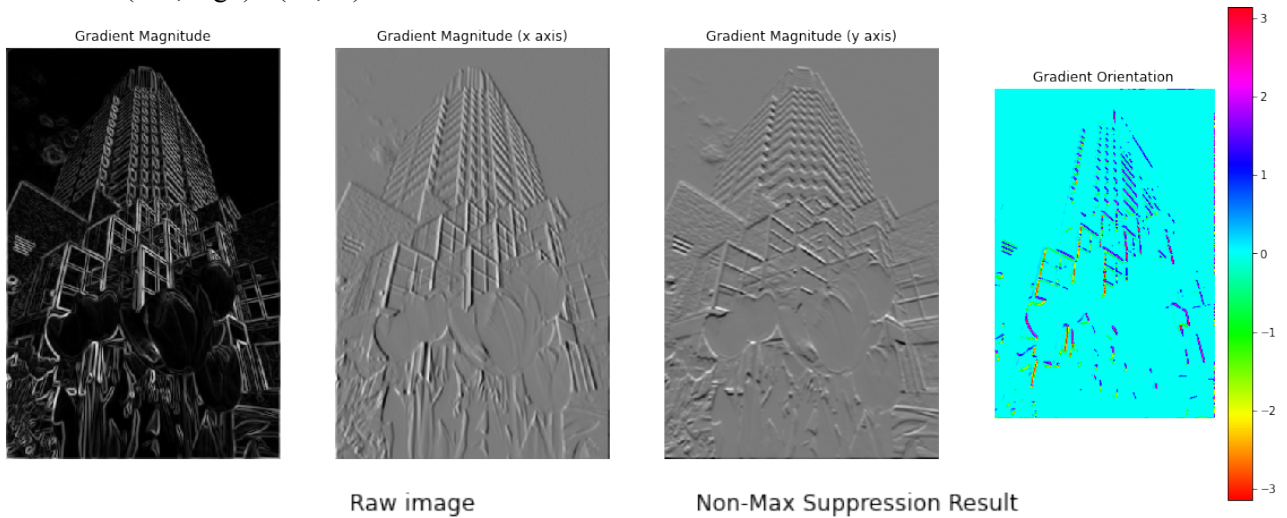 Gradient Magnitude
Gradient Magnitude (x axis)
Gradient Magnitude (y axis)
Gradient Orientation
3
2
1
0
−1
−2
−3
Raw image
Non-Max Suppression Result